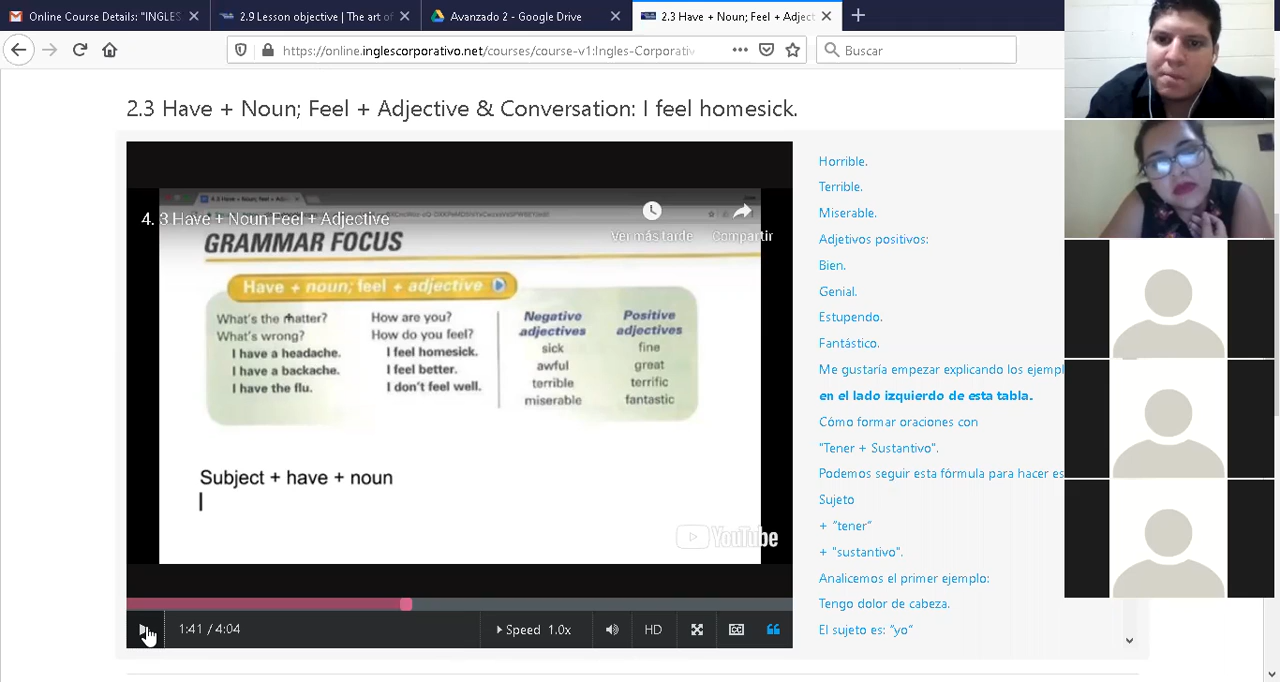 Online Course Details: "INGLES
2.9 Lesson objective | The art of
Avanzado 2 - Google Drive
2.3 Have + Noun; Feel + Adject
https://online.inglescorporativo.net/courses/course-v1:Ingles-Corporativ
Buscar
2.3 Have + Noun; Feel + Adjective & Conversation: I feel homesick.
4. 3 Have + Noun Feel + Adjective
Ver más tarde
Compartir
GRAMMAR FOCUS
Have + noun; feel + adjective
What's the matter?
What's wrong?
I have a headache.
I have a backache.
I have the flu.
How are you?
How do you feel?
I feel homesick.
I feel better.
I don't feel well.
Negative
adjectives
sick
awful
terrible
miserable
Positive
adjectives
fine
great
terrific
fantastic
Subject + have + noun
YouTube
1:41 / 4:04
Speed 1.0x
HD
Horrible.
Terrible.
Miserable.
Adjetivos positivos:
Bien.
Genial.
Estupendo.
Fantástico.
Me gustaría empezar explicando los ejempl
en el lado izquierdo de esta tabla.
Cómo formar oraciones con
"Tener + Sustantivo".
Podemos seguir esta fórmula para hacer es
Sujeto
+ "tener"
+ "sustantivo".
Analicemos el primer ejemplo:
Tengo dolor de cabeza.
El sujeto es: "yo"